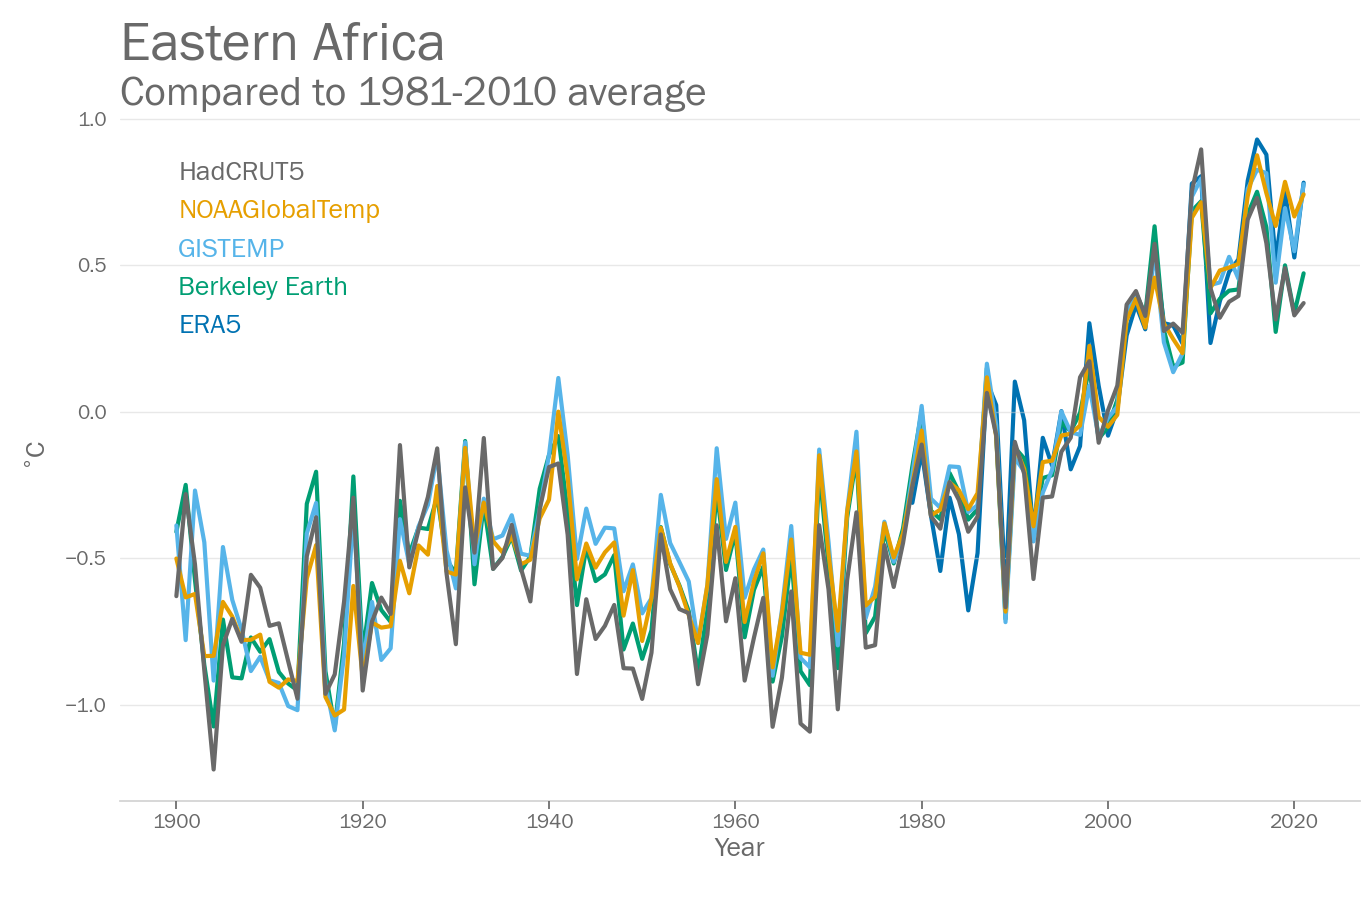 Eastern Africa
Compared to 1981-2010 average
1.0
HadCRUT5
NOAAGlobalTemp
GISTEMP
0.5
Berkeley Earth
ERA5
0.0
°C
−0.5
−1.0
1900 1920 1940 1960 1980 2000 2020
Year